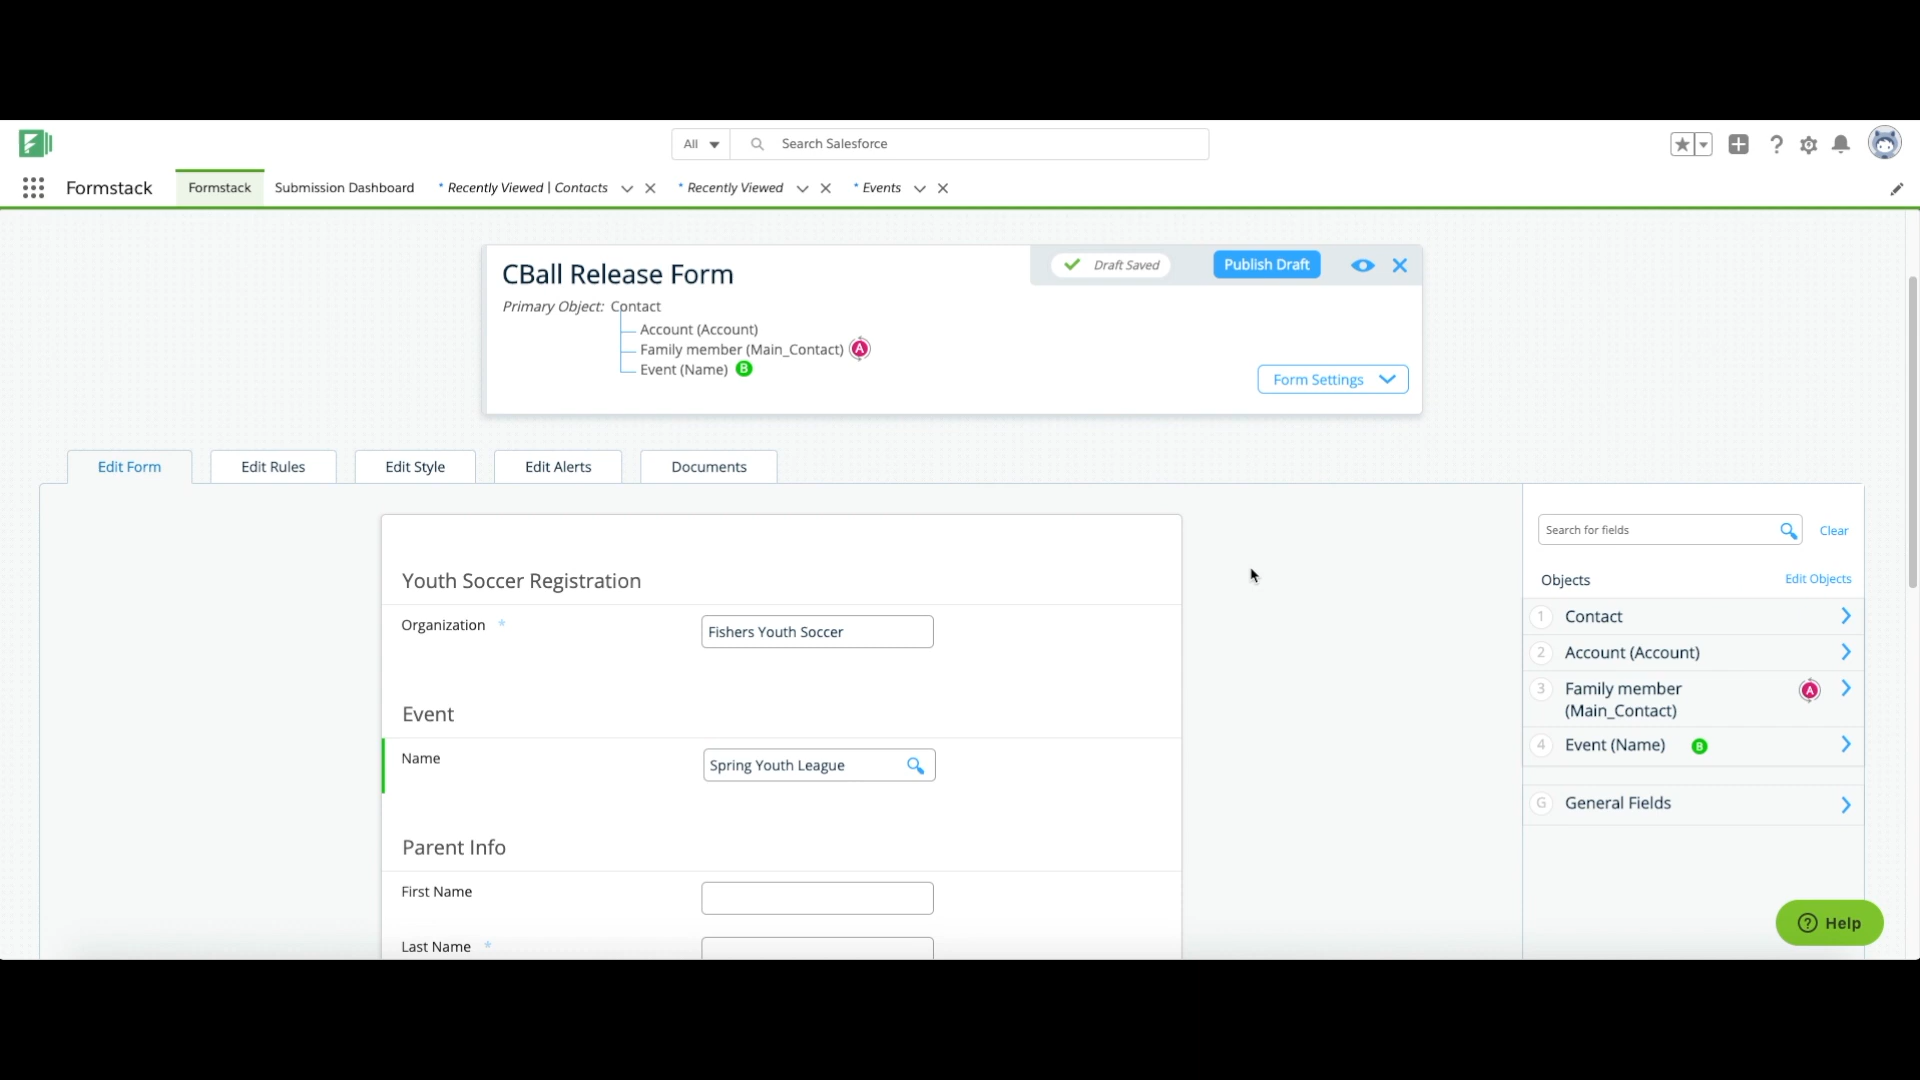 All
Search Salesforce
Formstack
Formstack
Submission Dashboard
* Recently Viewed | Contacts
* Recently Viewed
* Events
CBall Release Form
Draft Saved
Publish Draft
Primary Object: Contact
Account (Account)
Family member (Main_Contact) A
Event (Name) B
Form Settings
Edit Form
Edit Rules
Edit Style
Edit Alerts
Documents
Youth Soccer Registration
Organization *
Fishers Youth Soccer
Event
Name
Spring Youth League
Parent Info
First Name
Last Name *
Search for fields
Clear
Objects
Edit Objects
1 Contact
2 Account (Account)
3 Family member
(Main_Contact)
A
4 Event (Name) B
G General Fields
? Help